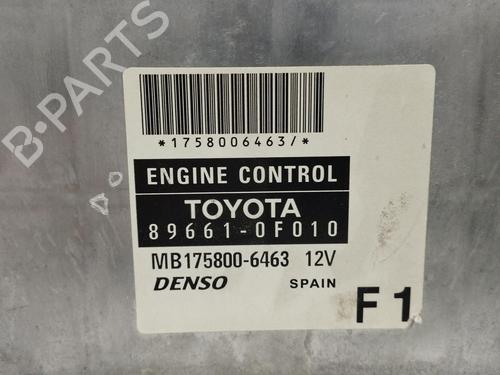 B-PARTS
*1758006463/*
ENGINE CONTROL
TOYOTA
89661-0F010
MB175800-6463 12V
DENSO SPAIN
F1